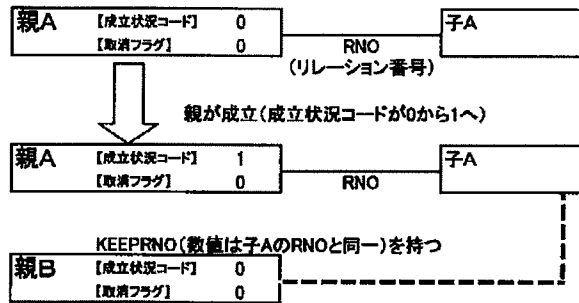 親A 【成立状況コード】 0 子A
【取消フラグ】 0 RNO
(リレーション番号)
親が成立(成立状況コードが0から1へ)
親A 【成立状況コード】 1 子A
【取消フラグ】 0 RNO
KEEPRNO(数値は子AのRNOと同一)を持つ
親B 【成立状況コード】 0
【取消フラグ】 0